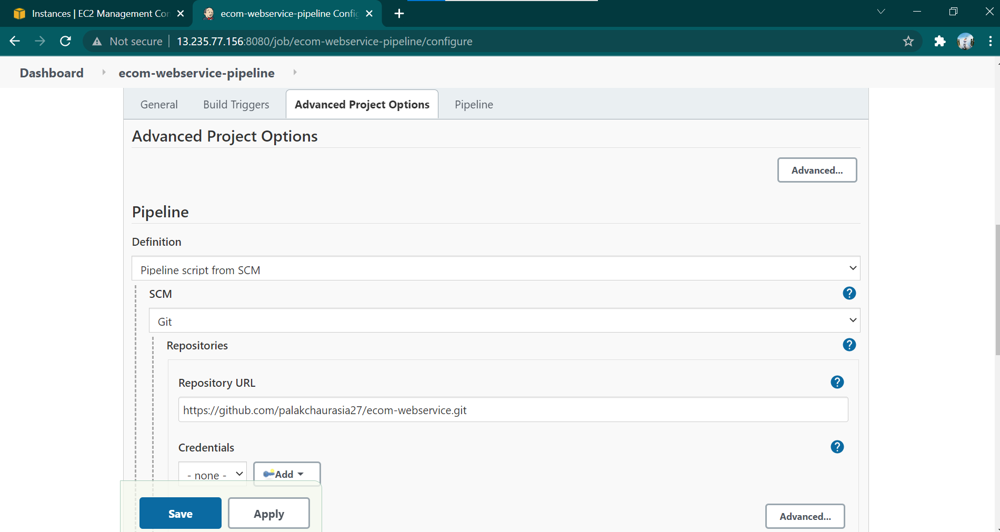 Instances | EC2 Management Con
ecom-webservice-pipeline Config
Not secure
13.235.77.156:8080/job/ecom-webservice-pipeline/configure
Dashboard
ecom-webservice-pipeline
General
Build Triggers
Advanced Project Options
Pipeline
Advanced Project Options
Advanced...
Pipeline
Definition
Pipeline script from SCM
SCM
?
Git
Repositories
?
Repository URL
?
https://github.com/palakchaurasia27/ecom-webservice.git
Credentials
?
- none -
Add
Save
Apply
Advanced...